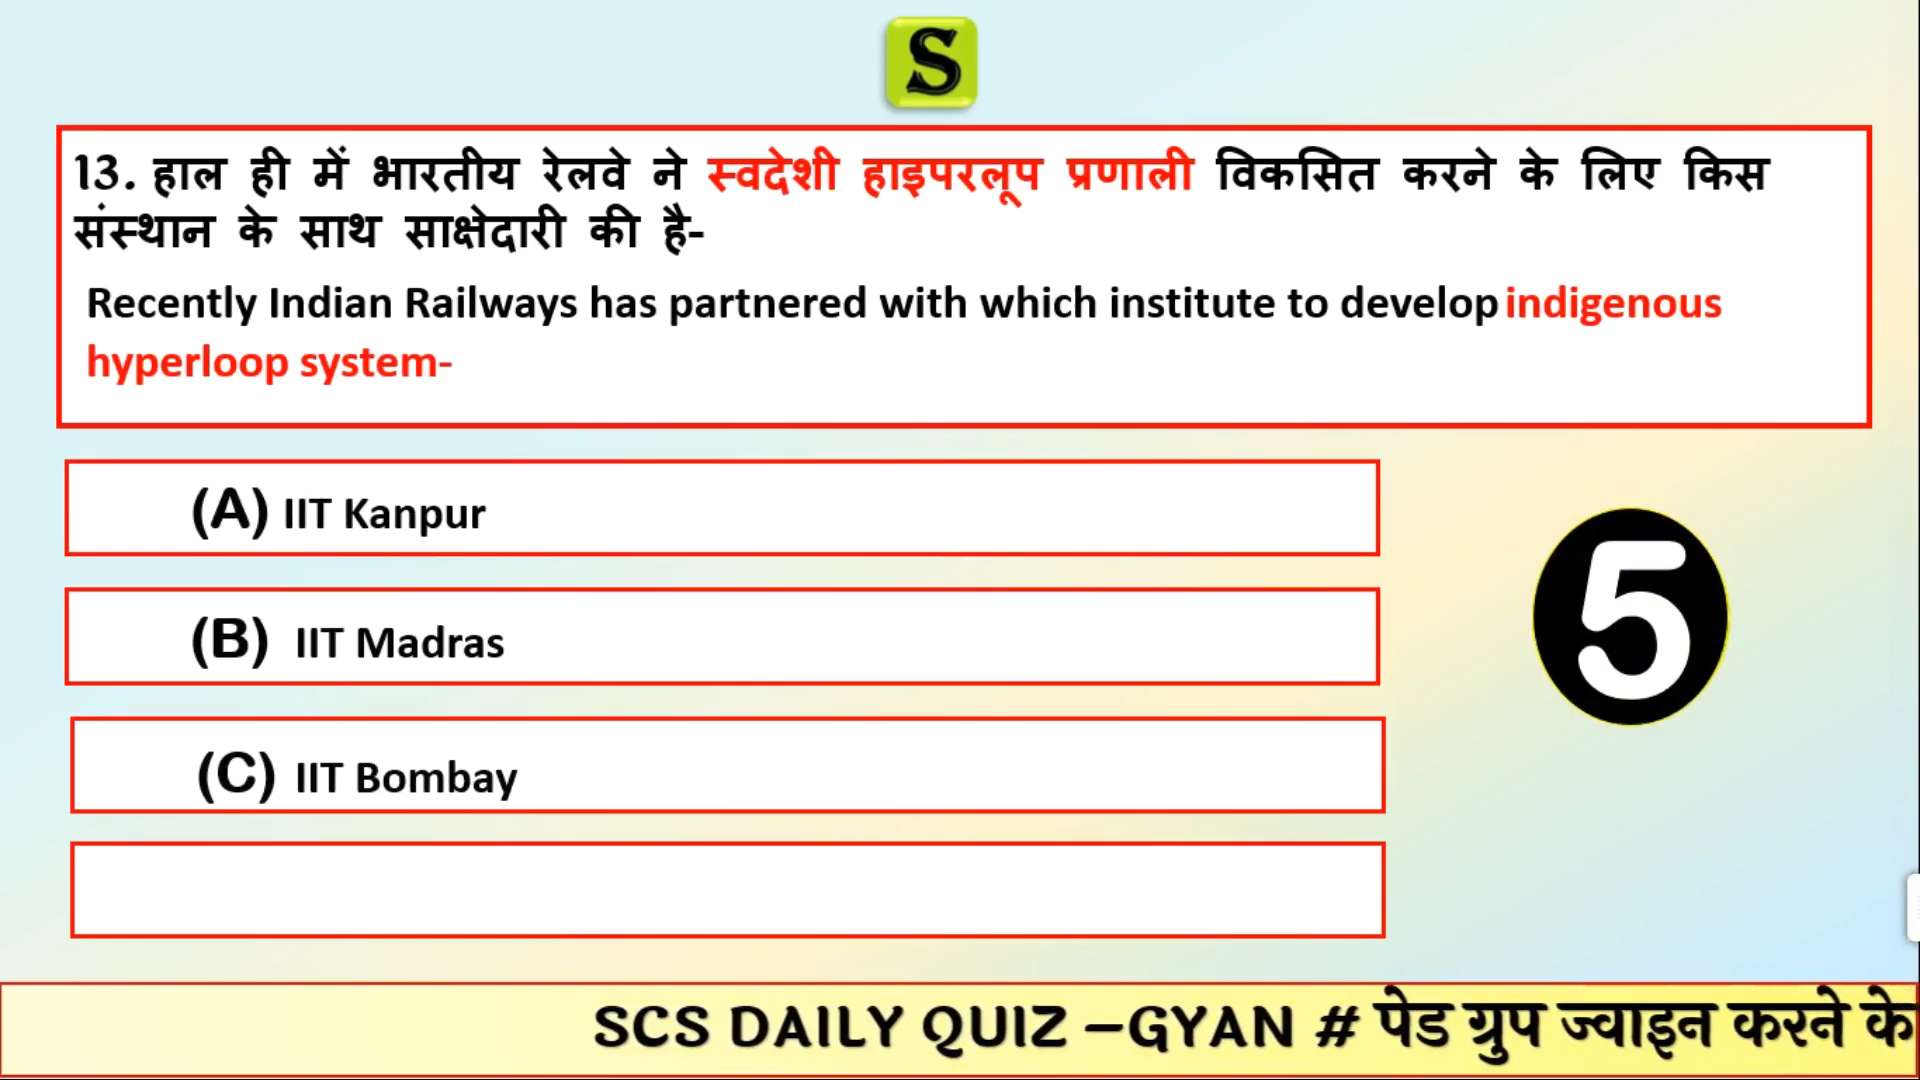 S
13. हाल ही में भारतीय रेलवे ने स्वदेशी हाइपरलूप प्रणाली विकसित करने के लिए किस
संस्थान के साथ साक्षेदारी की है-
Recently Indian Railways has partnered with which institute to develop indigenous
hyperloop system-
(A) IIT Kanpur
(B) IIT Madras
(C) IIT Bombay
5
SCS DAILY QUIZ –GYAN # पेड ग्रुप ज्वाइन करने के